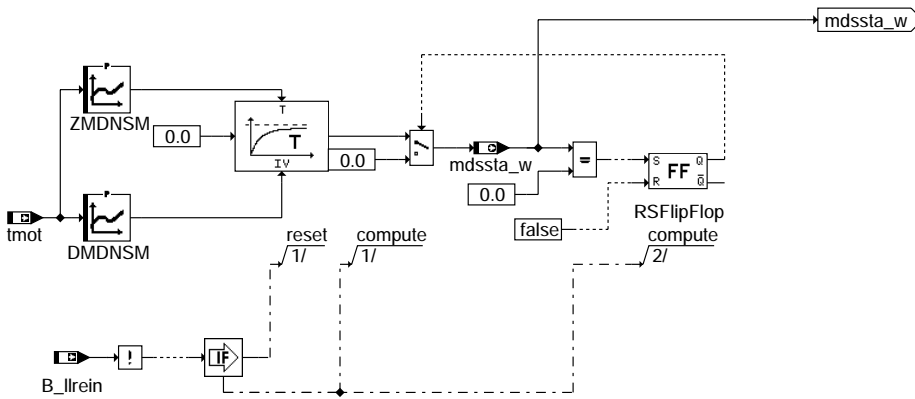 mdssta_w
P
ZMDNSM
T
0.0
T
IV
0.0
mdssta_w
=
0.0
S Q
FF
R Q
RSFlipFlop
P
tmot
DMDNSM
false
reset
1/
compute
1/
compute
2/
!
IF
B_llrein